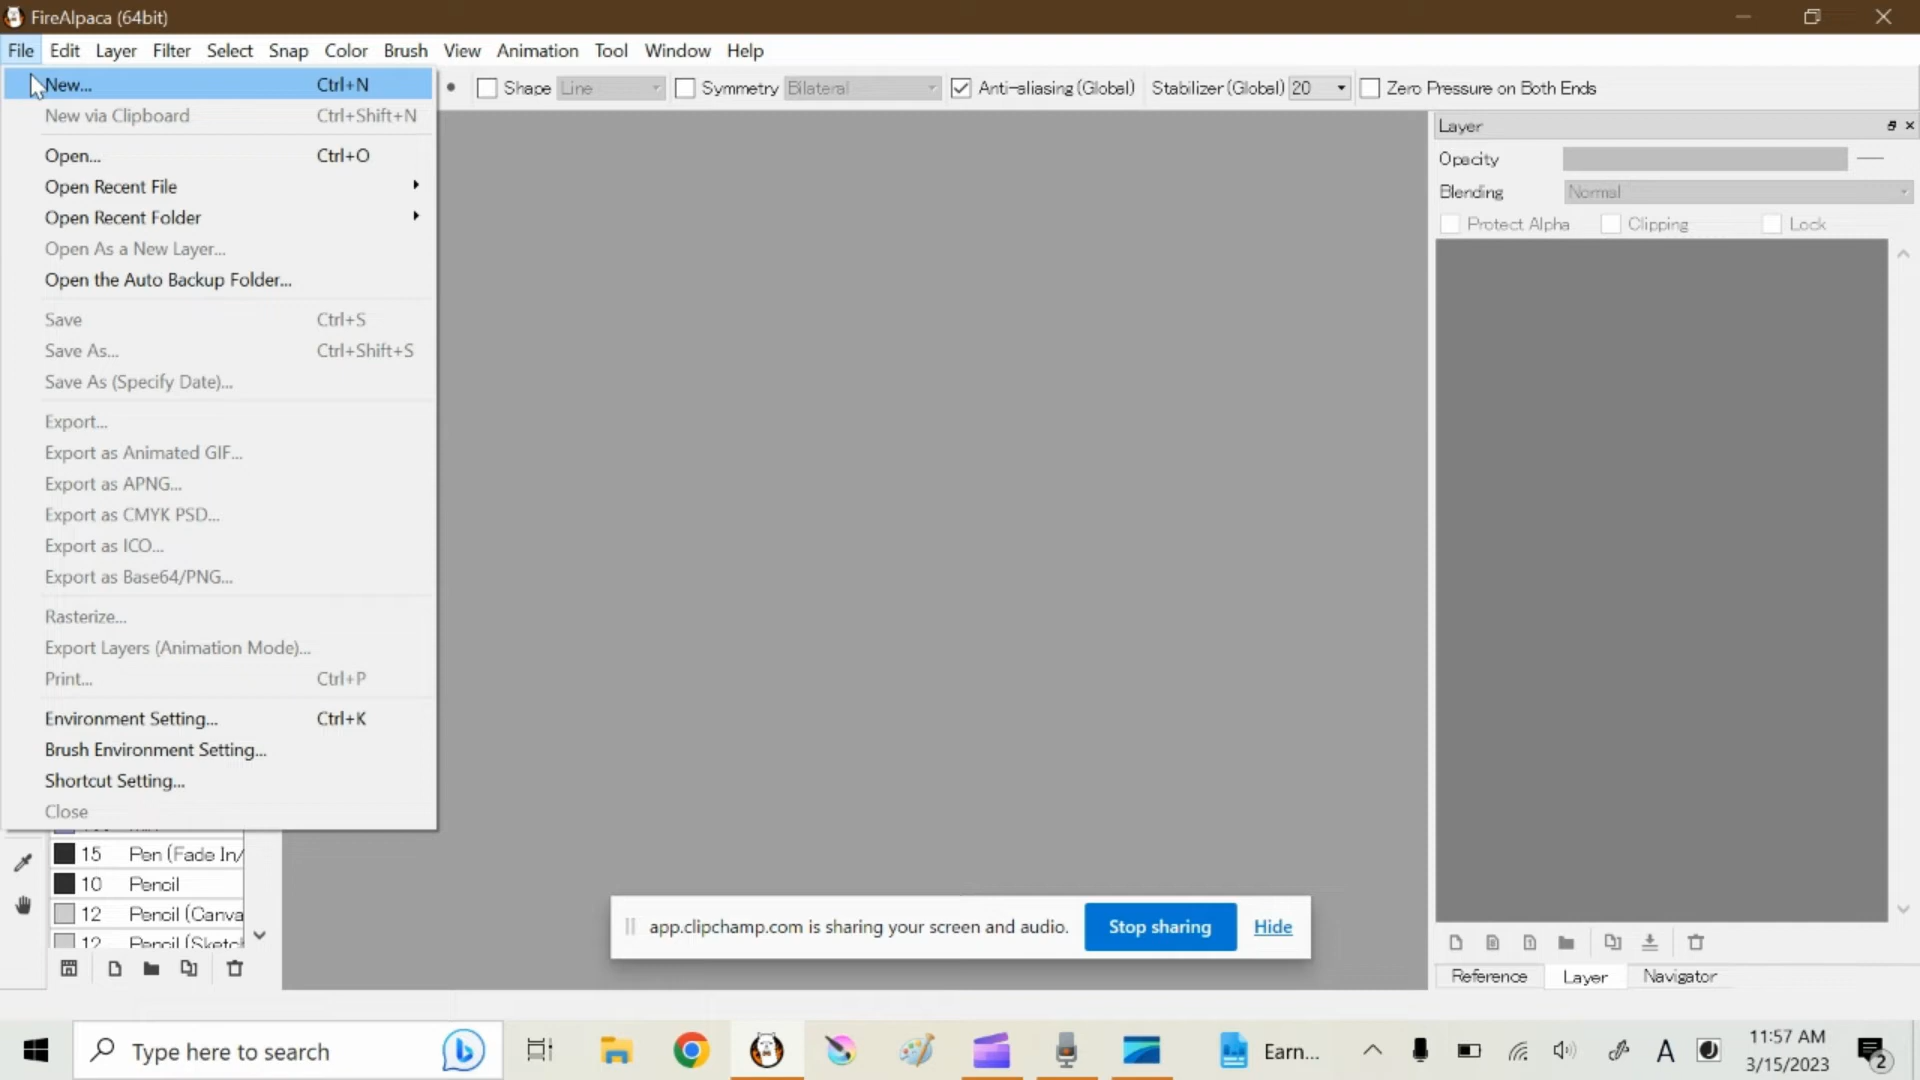 FireAlpaca (64bit)
File Edit Layer Filter Select Snap Color Brush View Animation Tool Window Help
New... Ctrl+N
New via Clipboard Ctrl+Shift+N
Open... Ctrl+O
Open Recent File
Open Recent Folder
Open As a New Layer...
Open the Auto Backup Folder...
Save Ctrl+S
Save As... Ctrl+Shift+S
Save As (Specify Date)...
Export...
Export as Animated GIF...
Export as APNG...
Export as CMYK PSD...
Export as ICO...
Export as Base64/PNG...
Rasterize...
Export Layers (Animation Mode)...
Print... Ctrl+P
Environment Setting... Ctrl+K
Brush Environment Setting...
Shortcut Setting...
Close
Shape Line Symmetry Bilateral Anti-aliasing (Global) Stabilizer (Global) 20 Zero Pressure on Both Ends
Layer
Opacity
Blending Normal
Protect Alpha Clipping Lock
15 Pen (Fade In/
10 Pencil
12 Pencil (Canva
12 Pencil (Sketch
app.clipchamp.com is sharing your screen and audio. Stop sharing Hide
Reference Layer Navigator
Type here to search
Earn...
A
11:57 AM
3/15/2023
2